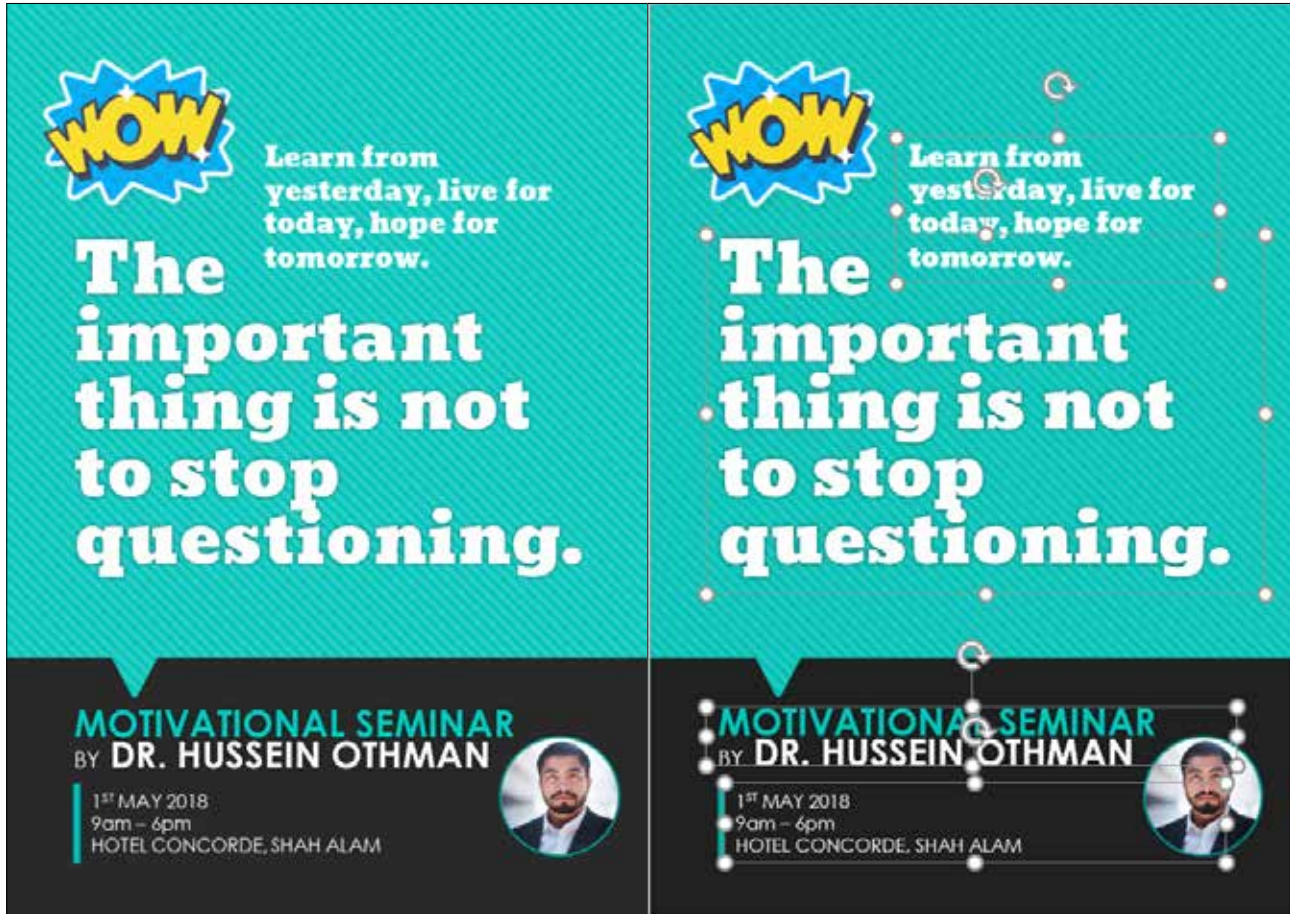 WOW
Learn from
yesterday, live for
today, hope for
tomorrow.
The
important
thing is not
to stop
questioning.
MOTIVATIONAL SEMINAR
BY DR. HUSSEIN OTHMAN
1ST MAY 2018
9am – 6pm
HOTEL CONCORDE, SHAH ALAM
WOW
Learn from
yesterday, live for
today, hope for
tomorrow.
The
important
thing is not
to stop
questioning.
MOTIVATIONAL SEMINAR
BY DR. HUSSEIN OTHMAN
1ST MAY 2018
9am – 6pm
HOTEL CONCORDE, SHAH ALAM